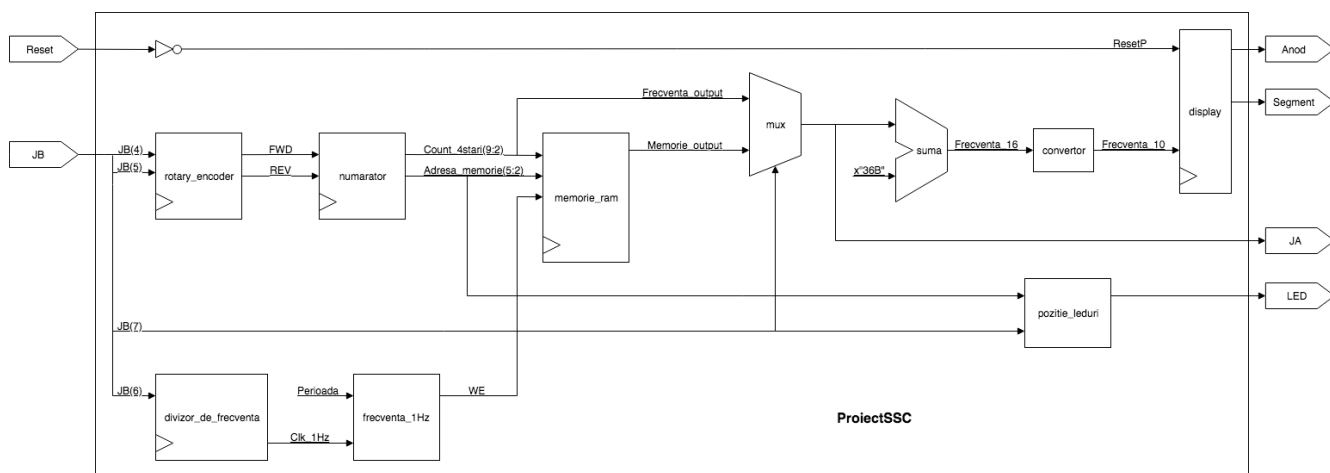 Reset
ResetP
Anod
Segment
display
Frecventa_output
mux
Memorie_output
suma
x"36B"
Frecventa_16
convertor
Frecventa_10
JB
JB(4)
JB(5)
rotary_encoder
FWD
REV
numarator
Count_4stari(9:2)
Adresa_memorie(5:2)
memorie_ram
JA
LED
pozitie_leduri
JB(7)
JB(6)
divizor_de_frecventa
Clk_1Hz
Perioada
frecventa_1Hz
WE
ProiectSSC